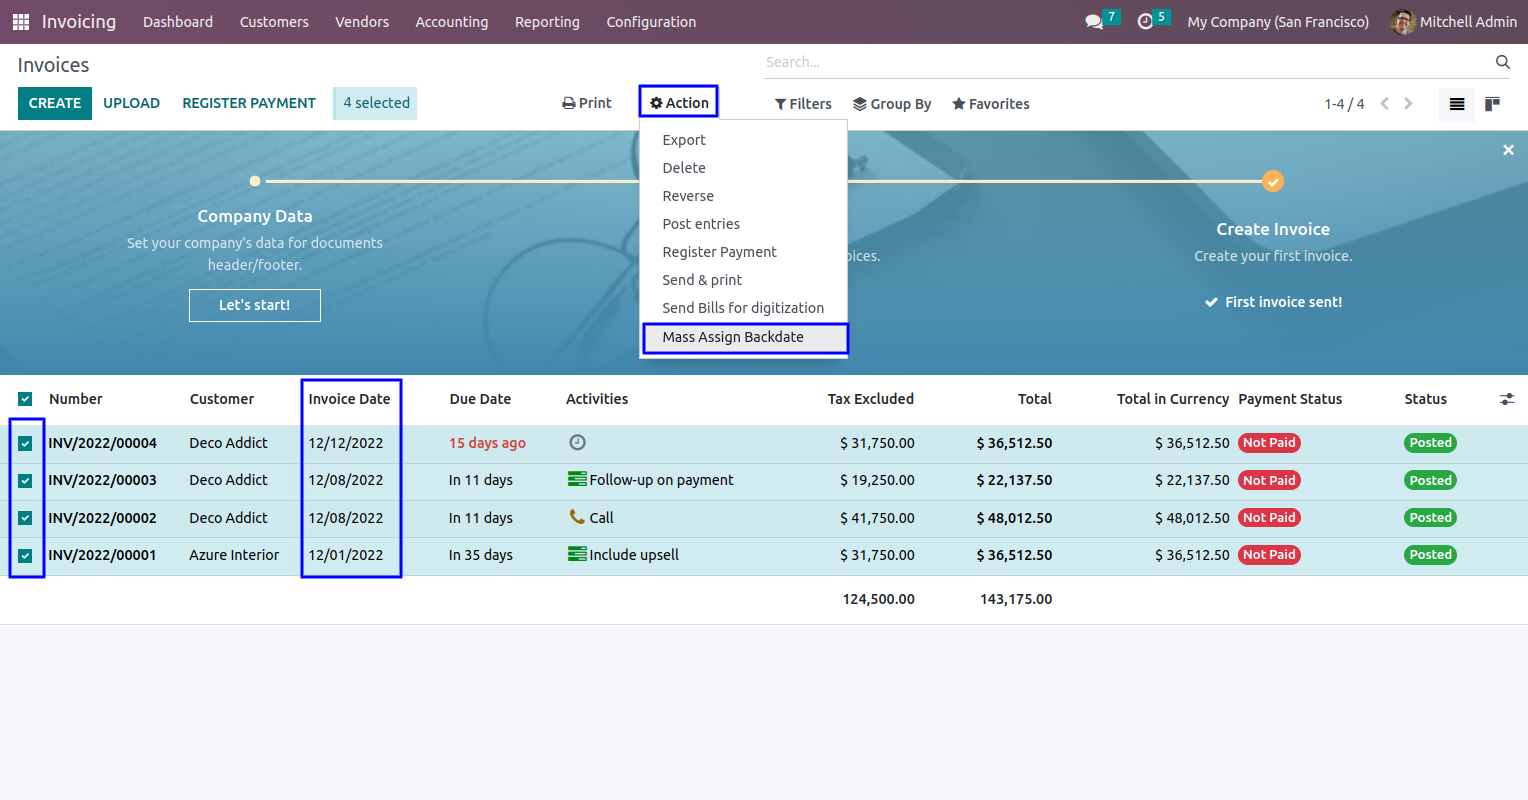 Invoicing Dashboard Customers Vendors Accounting Reporting Configuration 7 5 My Company (San Francisco) Mitchell Admin
Invoices
Search...
CREATE UPLOAD REGISTER PAYMENT 4 selected Print Action Filters Group By Favorites 1-4 / 4
Export
Delete
Reverse
Post entries
Register Payment
Send & print
Send Bills for digitization
Mass Assign Backdate
Company Data
Set your company's data for documents
header/footer.
Let's start!
oices.
Create Invoice
Create your first invoice.
First invoice sent!
Number Customer Invoice Date Due Date Activities Tax Excluded Total Total in Currency Payment Status Status
INV/2022/00004 Deco Addict 12/12/2022 15 days ago $ 31,750.00 $ 36,512.50 $ 36,512.50 Not Paid Posted
INV/2022/00003 Deco Addict 12/08/2022 In 11 days Follow-up on payment $ 19,250.00 $ 22,137.50 $ 22,137.50 Not Paid Posted
INV/2022/00002 Deco Addict 12/08/2022 In 11 days Call $ 41,750.00 $ 48,012.50 $ 48,012.50 Not Paid Posted
INV/2022/00001 Azure Interior 12/01/2022 In 35 days Include upsell $ 31,750.00 $ 36,512.50 $ 36,512.50 Not Paid Posted
124,500.00 143,175.00